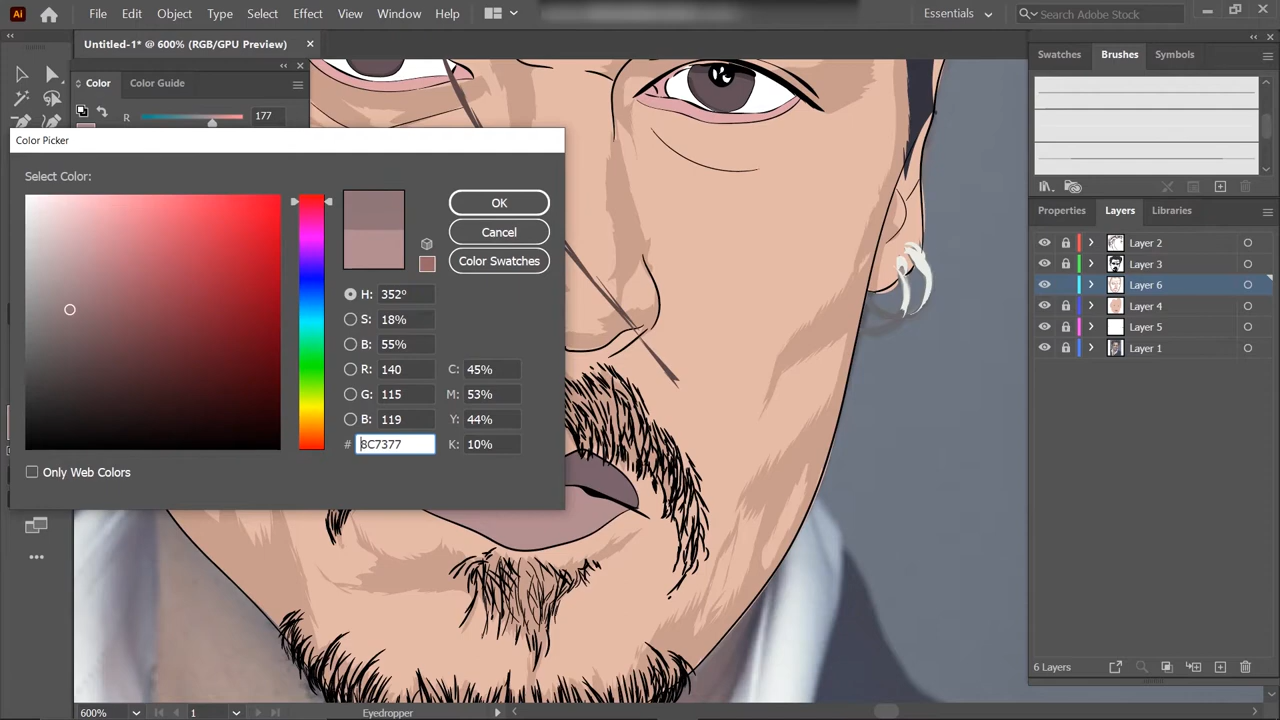 Ai File Edit Object Type Select Effect View Window Help Essentials Search Adobe Stock
Untitled-1* @ 600% (RGB/GPU Preview)
Color Color Guide
R 177
Color Picker
Select Color:
OK
Cancel
Color Swatches
H: 352°
S: 18%
B: 55%
R: 140 C: 45%
G: 115 M: 53%
B: 119 Y: 44%
# 8C7377 K: 10%
Only Web Colors
Swatches Brushes Symbols
Properties Layers Libraries
Layer 2
Layer 3
Layer 6
Layer 4
Layer 5
Layer 1
6 Layers
600% 1 Eyedropper